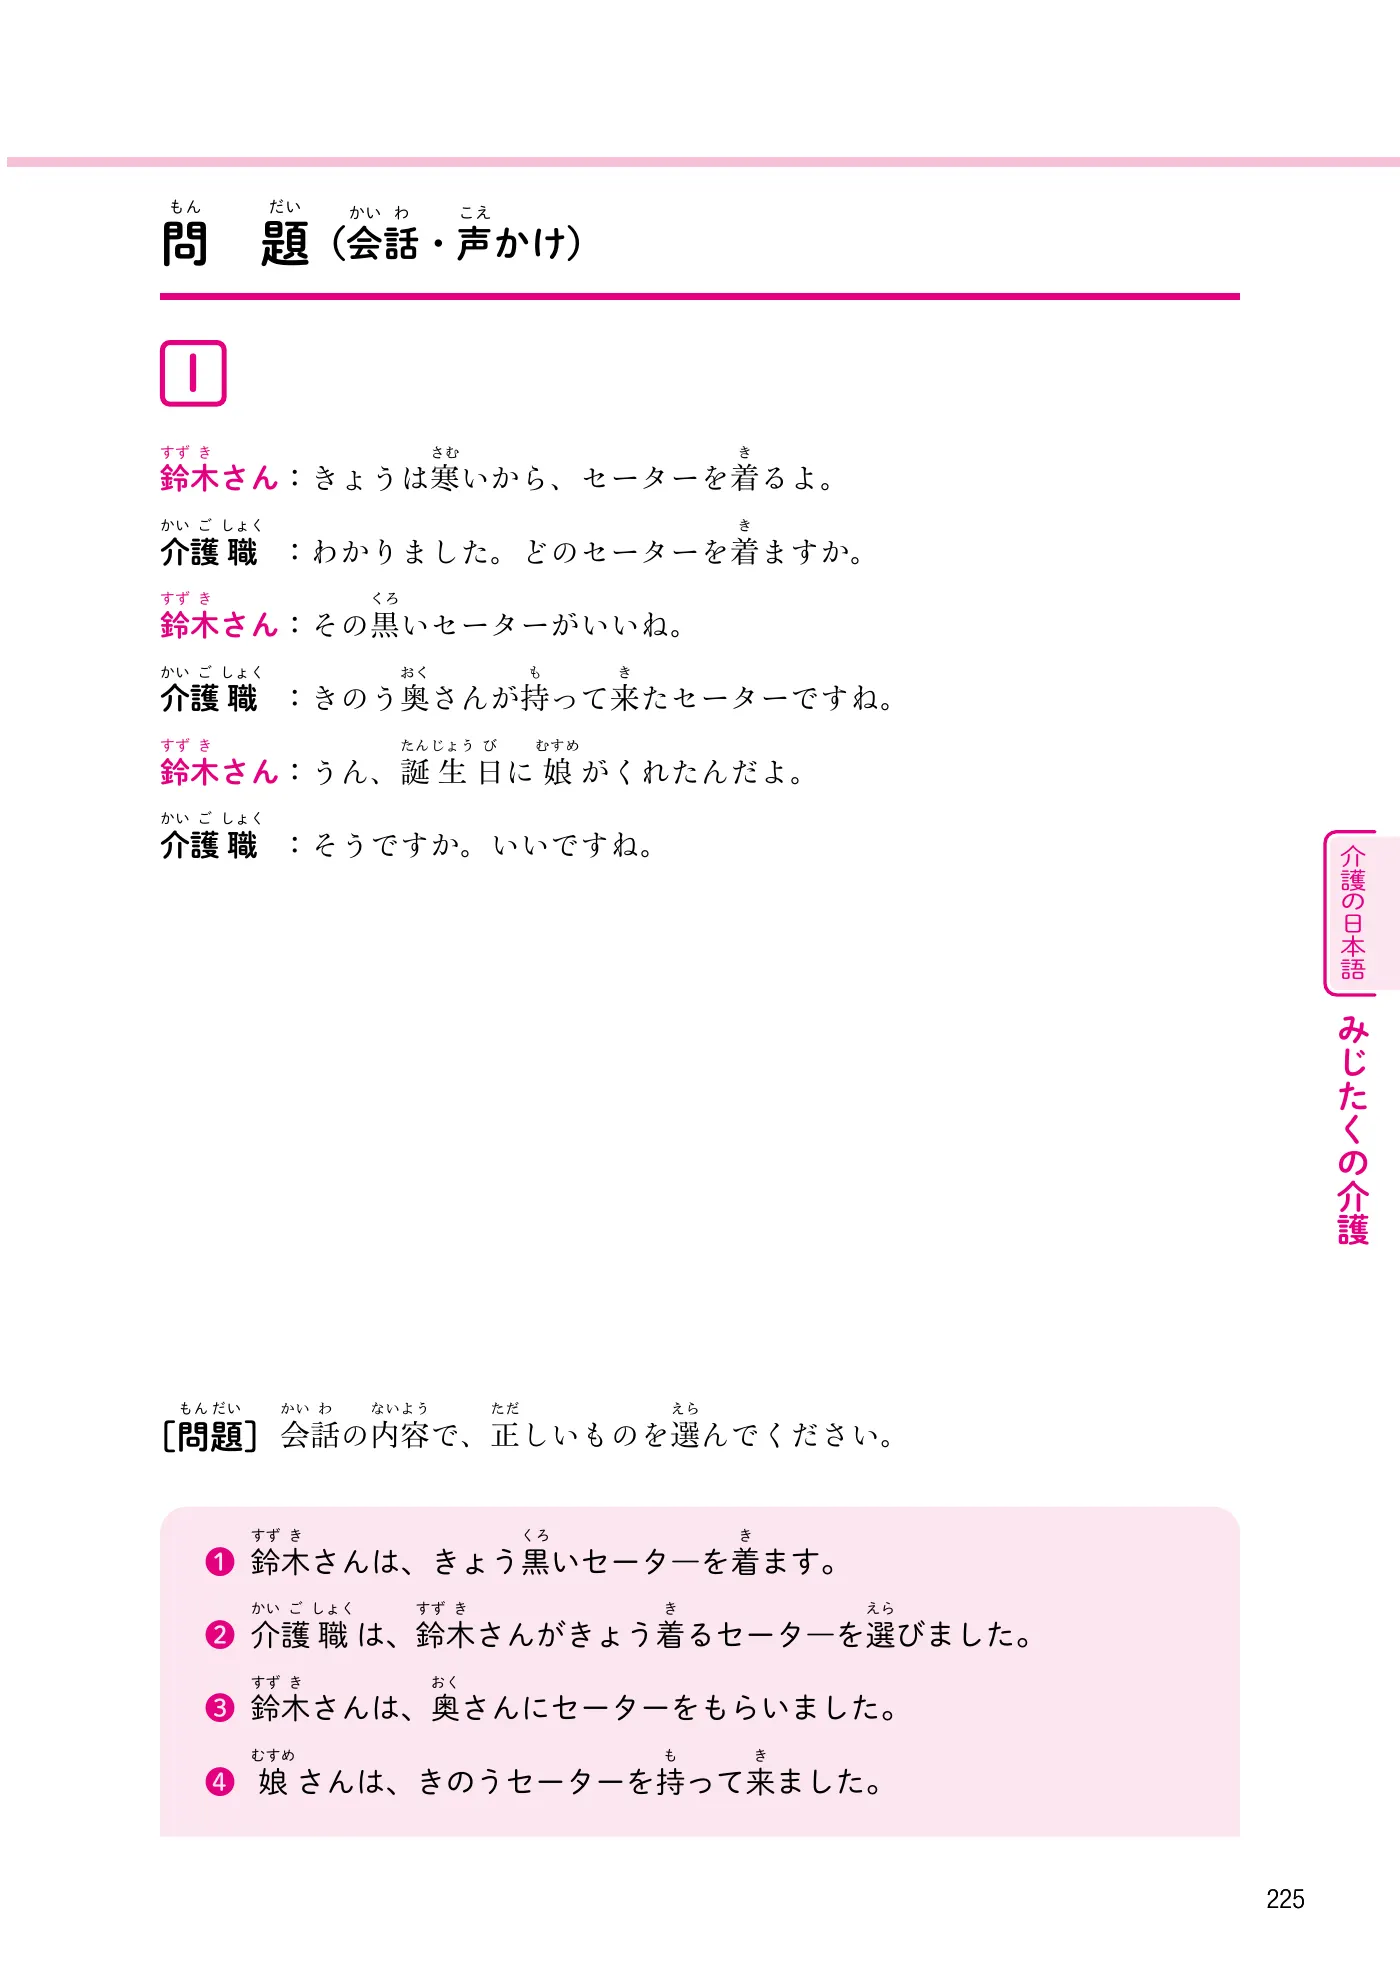 問題（会話・声かけ）
1
鈴木さん：きょうは寒いから、セーターを着るよ。
介護職：わかりました。どのセーターを着ますか。
鈴木さん：その黒いセーターがいいね。
介護職：きのう奥さんが持って来たセーターですね。
鈴木さん：うん、誕生日に娘がくれたんだよ。
介護職：そうですか。いいですね。
介護の日本語
みじたくの介護
［問題］会話の内容で、正しいものを選んでください。
❶ 鈴木さんは、きょう黒いセーターを着ます。
❷ 介護職は、鈴木さんがきょう着るセーターを選びました。
❸ 鈴木さんは、奥さんにセーターをもらいました。
❹ 娘さんは、きのうセーターを持って来ました。
225